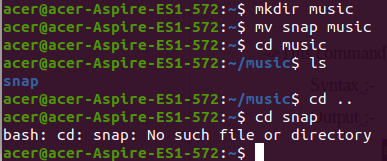 acer@acer-Aspire-ES1-572:~$ mkdir music
acer@acer-Aspire-ES1-572:~$ mv snap music
acer@acer-Aspire-ES1-572:~$ cd music
acer@acer-Aspire-ES1-572:~/music$ ls
snap
acer@acer-Aspire-ES1-572:~/music$ cd ..
acer@acer-Aspire-ES1-572:~$ cd snap
bash: cd: snap: No such file or directory
acer@acer-Aspire-ES1-572:~$